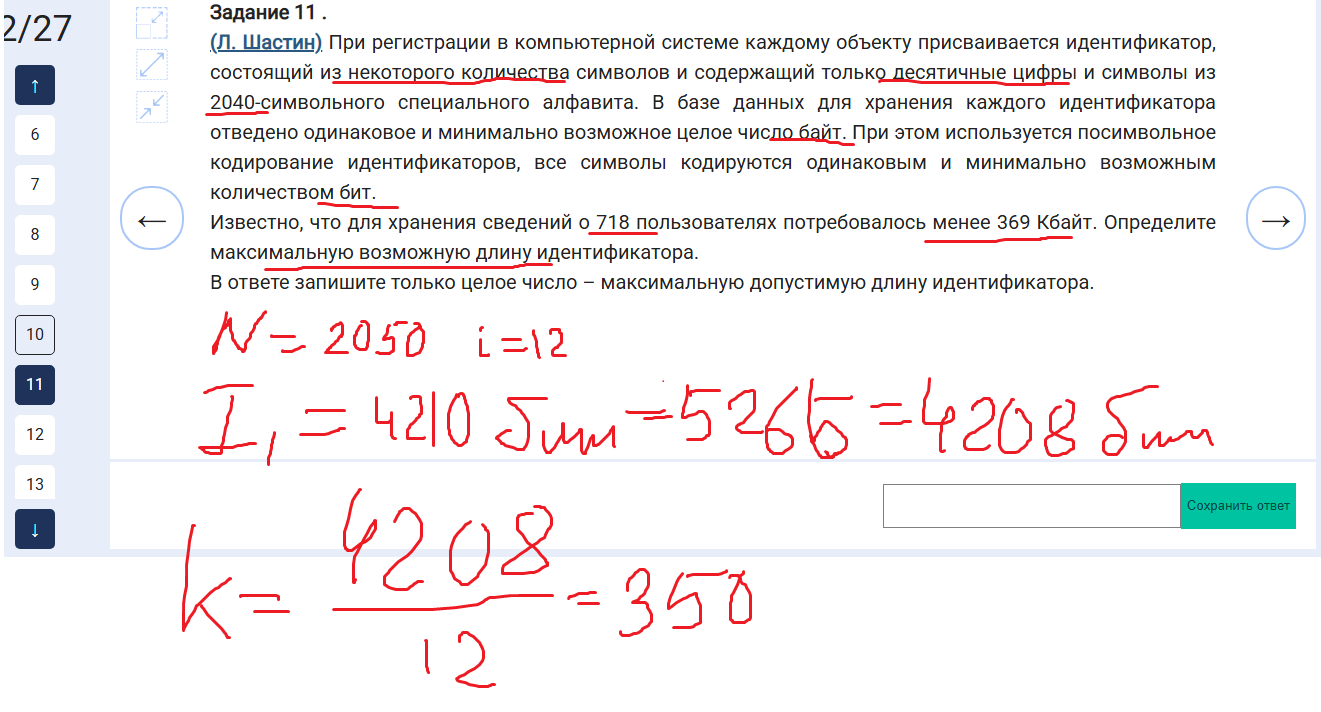 2/27
Задание 11 .
(Л. Шастин) При регистрации в компьютерной системе каждому объекту присваивается идентификатор,
состоящий из некоторого количества символов и содержащий только десятичные цифры и символы из
2040-символьного специального алфавита. В базе данных для хранения каждого идентификатора
отведено одинаковое и минимально возможное целое число байт. При этом используется посимвольное
кодирование идентификаторов, все символы кодируются одинаковым и минимально возможным
количеством бит.
Известно, что для хранения сведений о 718 пользователях потребовалось менее 369 Кбайт. Определите
максимальную возможную длину идентификатора.
В ответе запишите только целое число – максимальную допустимую длину идентификатора.
↑
6
7
8
9
10
11
12
13
↓
←
→
N = 2050 i = 12
I1 = 4210 бит = 526 Б = 4208 бит
Сохранить ответ
k = 4208
12
= 350